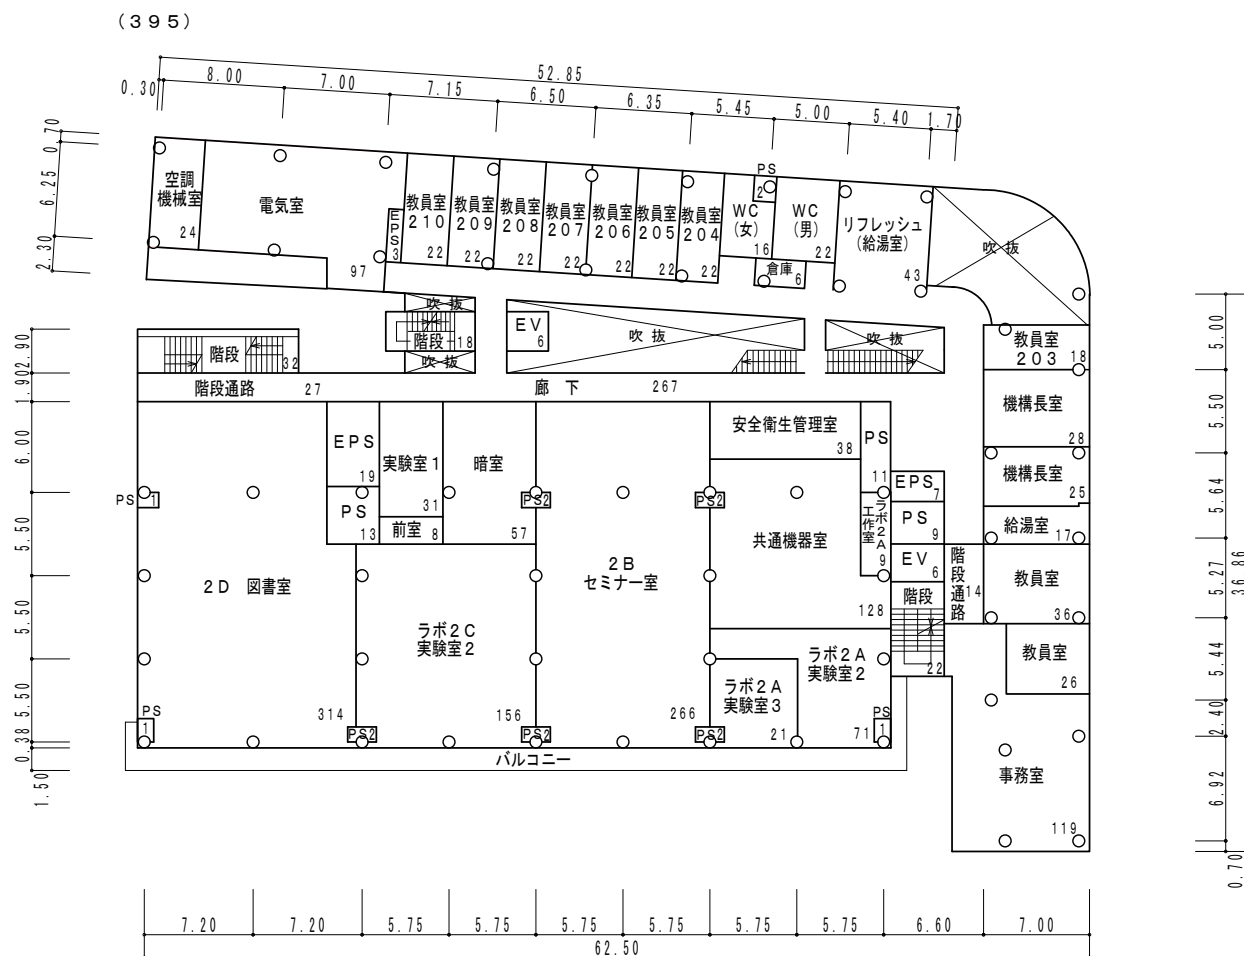 (395)
52.85
0.30
8.00
7.00
7.15
6.50
6.35
5.45
5.00
5.40
1.70
0.70
6.25
2.30
空調
機械室
24
電気室
97
EPS
3
教員室
210
22
教員室
209
22
教員室
208
22
教員室
207
22
教員室
206
22
教員室
205
22
教員室
204
22
WC
(女)
16
PS
2
WC
(男)
22
倉庫
6
リフレッシュ
(給湯室)
43
吹抜
吹抜
階段
18
吹抜
EV
6
吹抜
吹抜
階段
32
階段通路
27
廊下
267
教員室
203
18
機構長室
28
機構長室
25
給湯室
17
教員室
36
教員室
26
事務室
119
2D 図書室
314
PS
1
PS
1
EPS
19
PS
13
実験室1
31
前室
8
暗室
57
PS2
PS2
2B
セミナー室
266
ラボ2C
実験室2
156
PS2
PS2
PS2
安全衛生管理室
38
共通機器室
128
PS
11
ラボ2A
工作室
9
EPS
7
PS
9
EV
6
階段
22
階段通路
14
ラボ2A
実験室2
71
ラボ2A
実験室3
21
PS
1
バルコニー
2.90
1.90
6.00
5.50
5.50
5.50
0.38
1.50
5.00
5.50
5.64
5.27
5.44
2.40
6.92
0.70
36.86
7.20
7.20
5.75
5.75
5.75
5.75
5.75
5.75
6.60
7.00
62.50